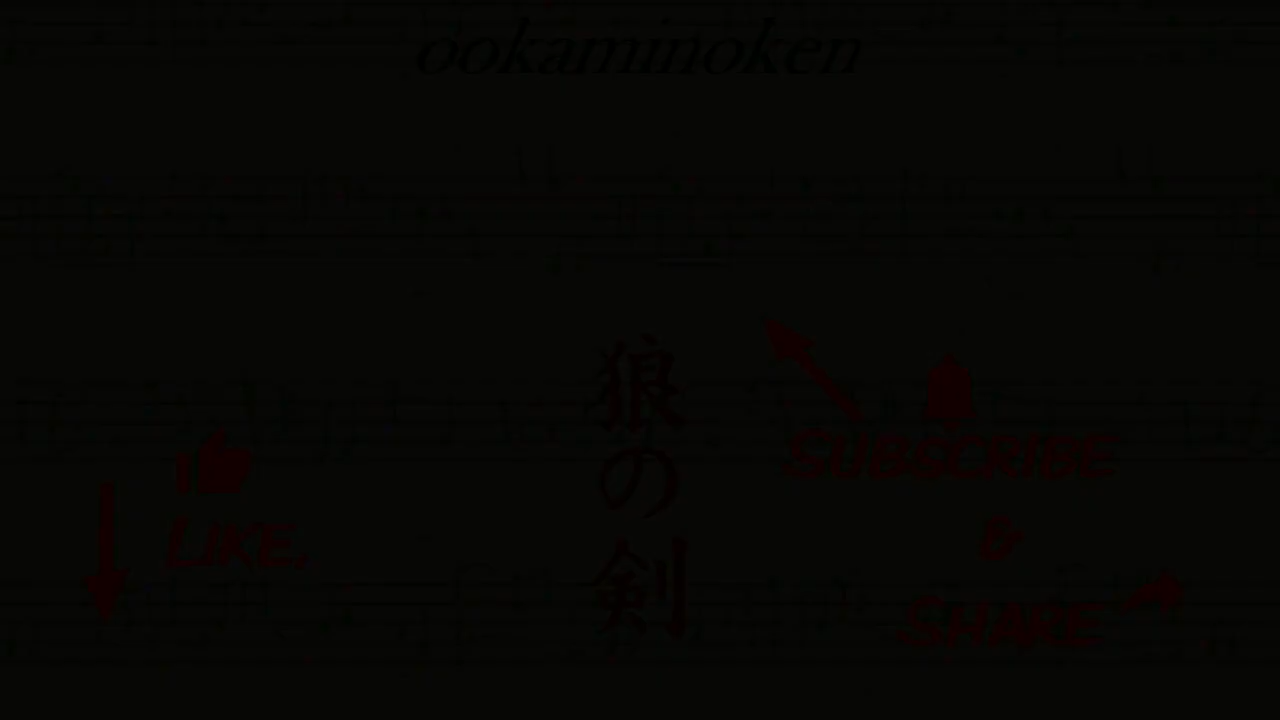 ookaminoken
狼
の
剣
SUBSCRIBE
LIKE,
&
SHARE